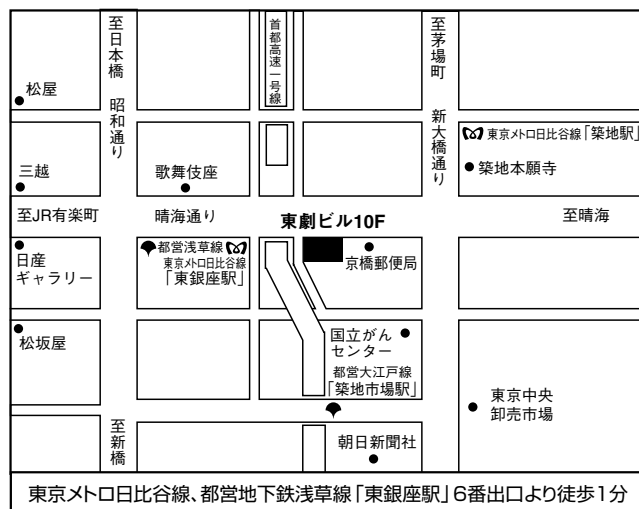 至日本橋
昭和通り
首都高速一号線
至茅場町
新大橋通り
松屋
東京メトロ日比谷線「築地駅」
三越
歌舞伎座
築地本願寺
至JR有楽町
晴海通り
東劇ビル10F
至晴海
日産
ギャラリー
都営浅草線
東京メトロ日比谷線
「東銀座駅」
京橋郵便局
松坂屋
国立がん
センター
都営大江戸線
「築地市場駅」
東京中央
卸売市場
至新橋
朝日新聞社
東京メトロ日比谷線、都営地下鉄浅草線「東銀座駅」6番出口より徒歩1分